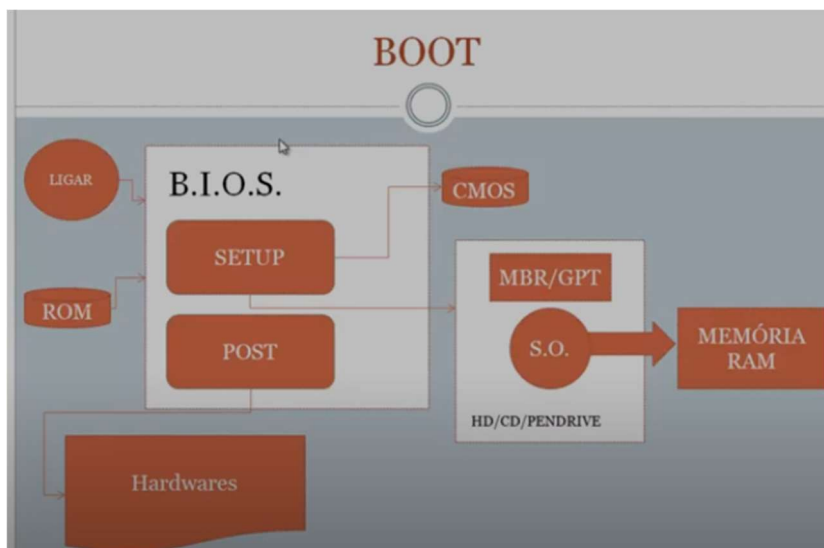 BOOT
LIGAR
B.I.O.S.
CMOS
SETUP
MBR/GPT
ROM
POST
S.O.
MEMÓRIA
RAM
HD/CD/PENDRIVE
Hardwares